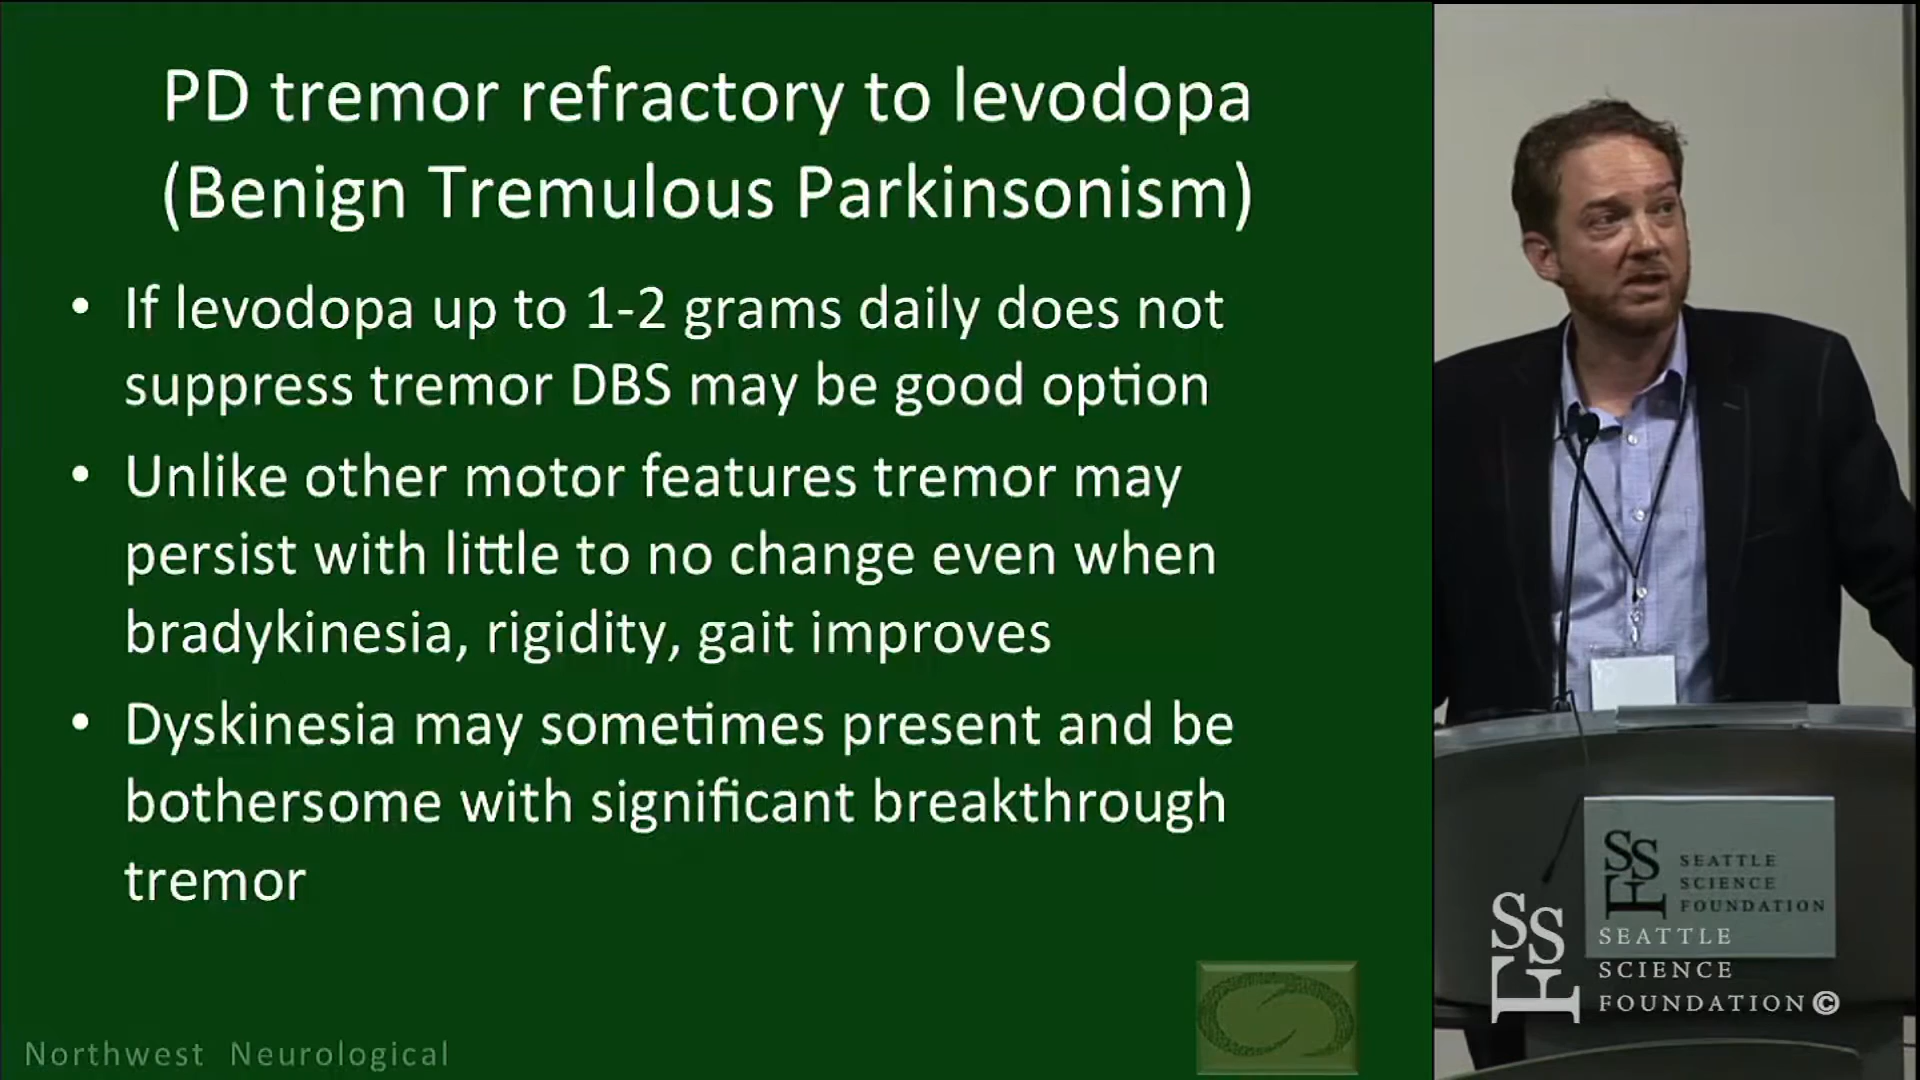 PD tremor refractory to levodopa
(Benign Tremulous Parkinsonism)
• If levodopa up to 1-2 grams daily does not
suppress tremor DBS may be good option
• Unlike other motor features tremor may
persist with little to no change even when
bradykinesia, rigidity, gait improves
• Dyskinesia may sometimes present and be
bothersome with significant breakthrough
tremor
Northwest Neurological
SSF
SEATTLE
SCIENCE
FOUNDATION
SSF
SEATTLE
SCIENCE
FOUNDATION©